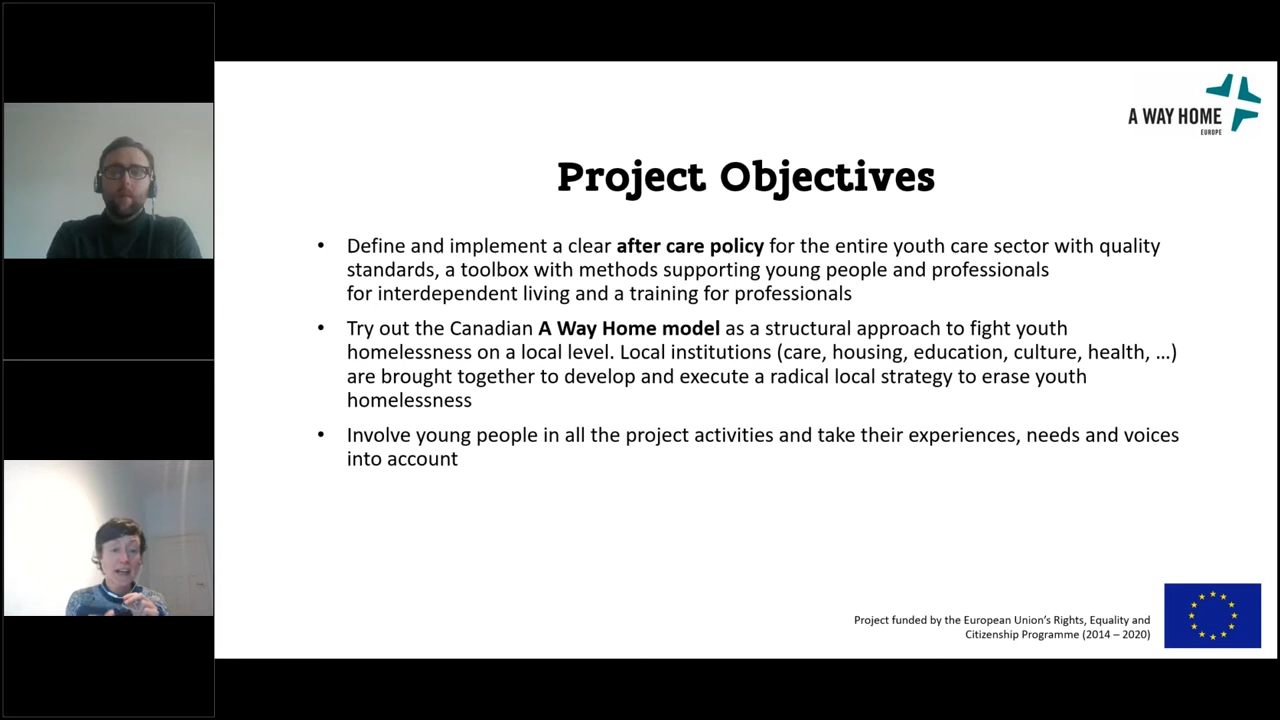 A WAY HOME
EUROPE
Project Objectives
• Define and implement a clear after care policy for the entire youth care sector with quality
standards, a toolbox with methods supporting young people and professionals
for interdependent living and a training for professionals
• Try out the Canadian A Way Home model as a structural approach to fight youth
homelessness on a local level. Local institutions (care, housing, education, culture, health, …)
are brought together to develop and execute a radical local strategy to erase youth
homelessness
• Involve young people in all the project activities and take their experiences, needs and voices
into account
Project funded by the European Union's Rights, Equality and
Citizenship Programme (2014 – 2020)